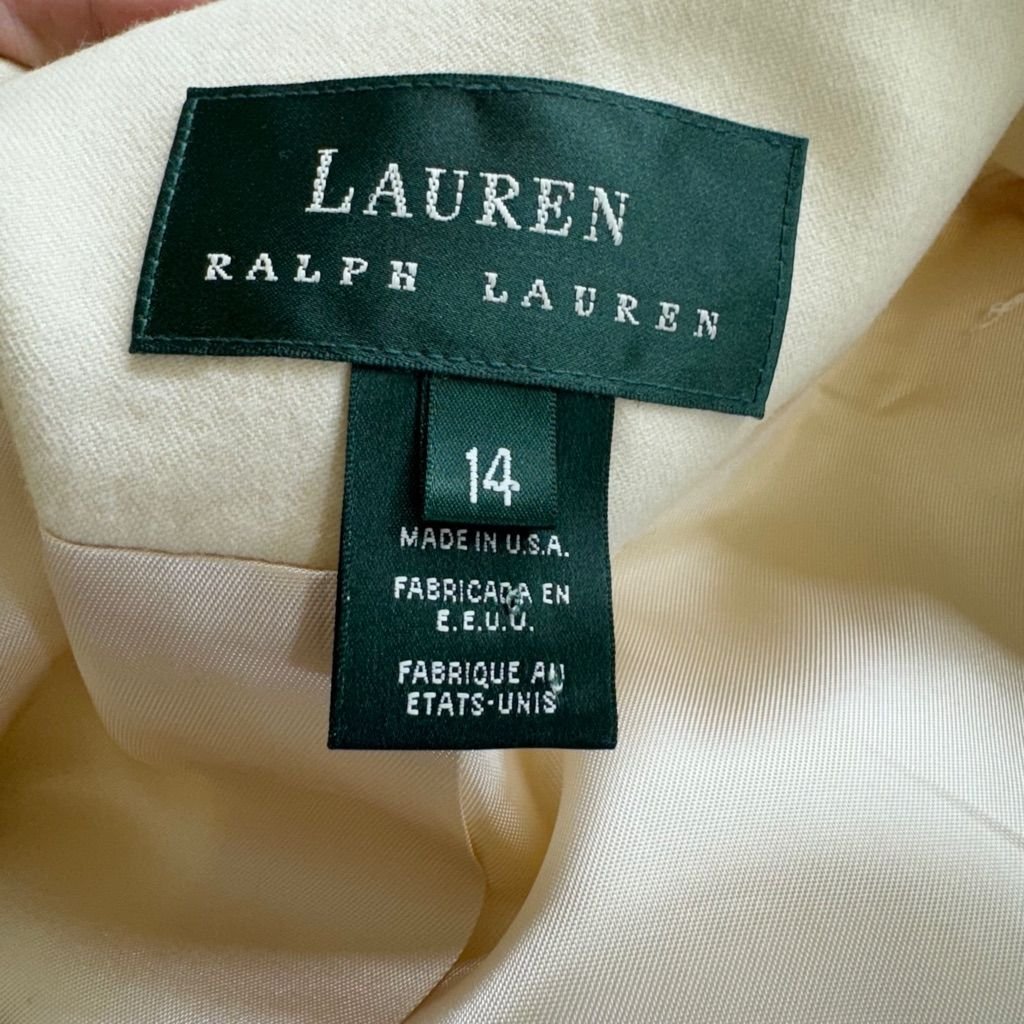 LAUREN
RALPH LAUREN
14
MADE IN U.S.A.
FABRICADA EN
E.E.U.U.
FABRIQUE AU
ETATS-UNIS